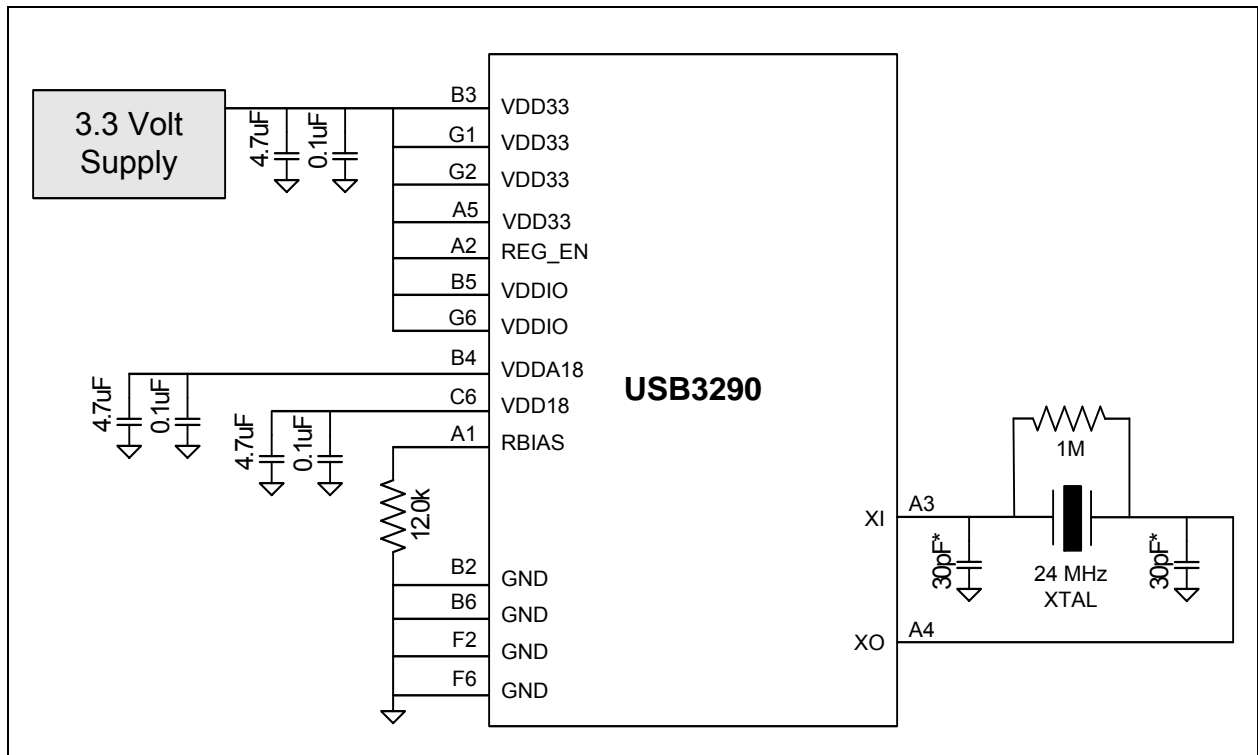 3.3 Volt
Supply
4.7uF
0.1uF
B3
VDD33
G1
VDD33
G2
VDD33
A5
VDD33
A2
REG_EN
B5
VDDIO
G6
VDDIO
B4
VDDA18
4.7uF
0.1uF
C6
VDD18
4.7uF
0.1uF
A1
RBIAS
12.0k
B2
GND
B6
GND
F2
GND
F6
GND
USB3290
XI
A3
XO
A4
1M
30pF*
24 MHz
XTAL
30pF*